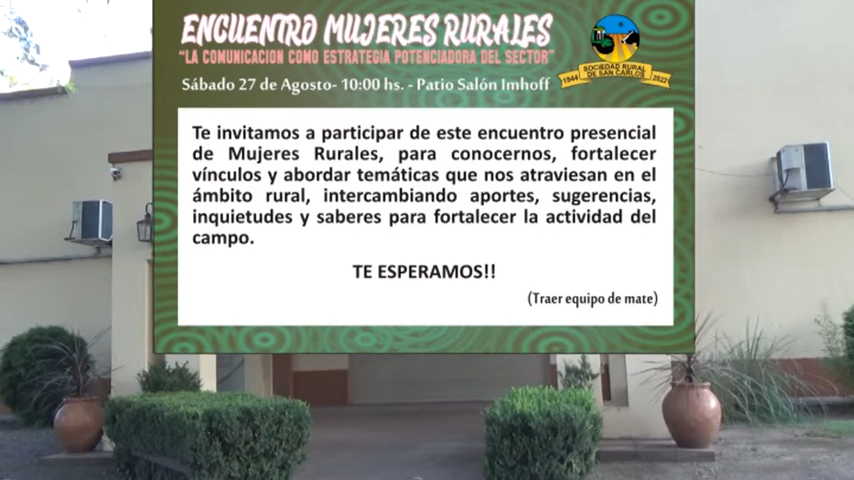 ENCUENTRO MUJERES RURALES
"LA COMUNICACION COMO ESTRATEGIA POTENCIADORA DEL SECTOR"
Sábado 27 de Agosto- 10:00 hs. - Patio Salón Imhoff
SOCIEDAD RURAL
1944 DE SAN CARLOS 2022
Te invitamos a participar de este encuentro presencial
de Mujeres Rurales, para conocernos, fortalecer
vínculos y abordar temáticas que nos atraviesan en el
ámbito rural, intercambiando aportes, sugerencias,
inquietudes y saberes para fortalecer la actividad del
campo.
TE ESPERAMOS!!
(Traer equipo de mate)